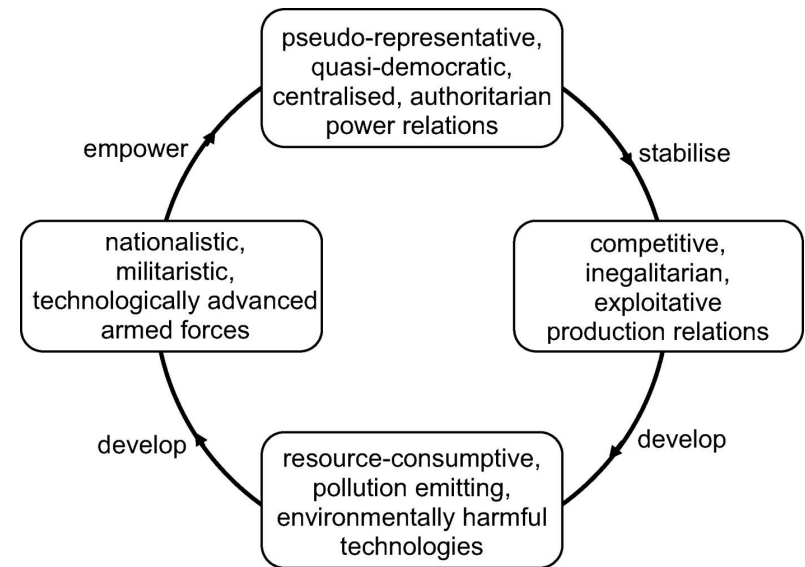 pseudo-representative,
quasi-democratic,
centralised, authoritarian
power relations
empower
stabilise
nationalistic,
militaristic,
technologically advanced
armed forces
competitive,
inegalitarian,
exploitative
production relations
develop
develop
resource-consumptive,
pollution emitting,
environmentally harmful
technologies